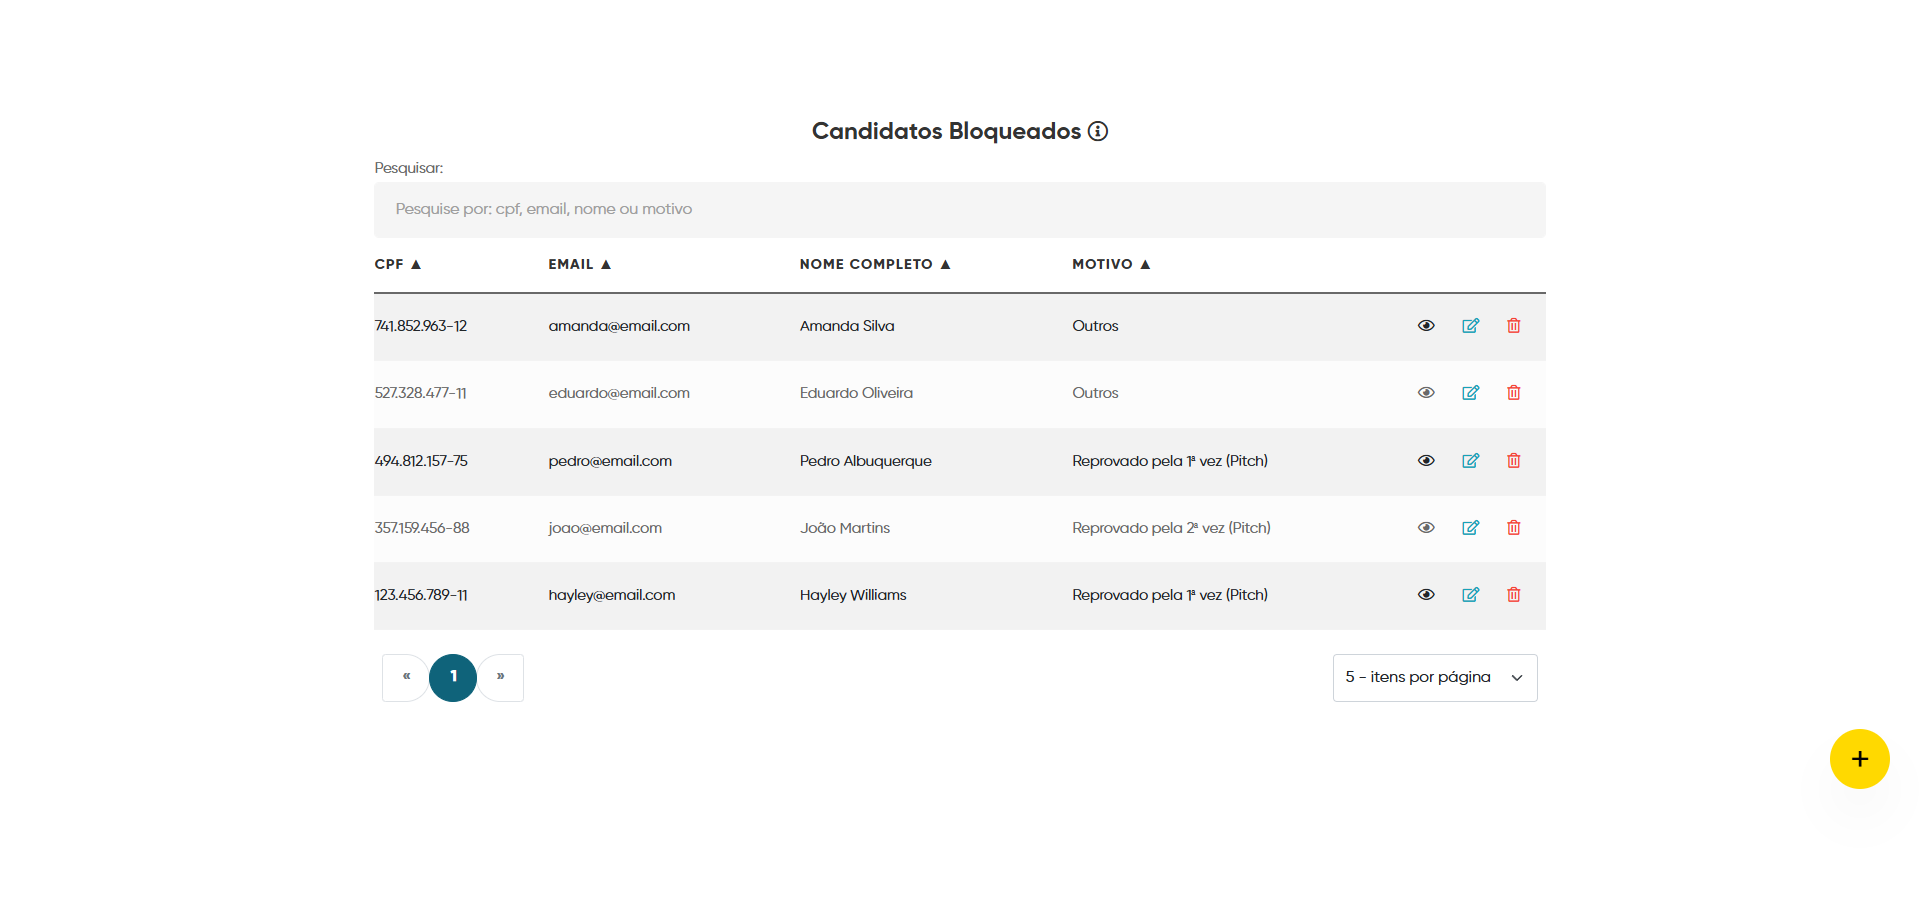 Candidatos Bloqueados
Pesquisar:
Pesquise por: cpf, email, nome ou motivo
CPF ▲ EMAIL ▲ NOME COMPLETO ▲ MOTIVO ▲
741.852.963-12 amanda@email.com Amanda Silva Outros
527.328.477-11 eduardo@email.com Eduardo Oliveira Outros
494.812.157-75 pedro@email.com Pedro Albuquerque Reprovado pela 1ª vez (Pitch)
357.159.456-88 joao@email.com João Martins Reprovado pela 2ª vez (Pitch)
123.456.789-11 hayley@email.com Hayley Williams Reprovado pela 1ª vez (Pitch)
« 1 » 5 - itens por página
+